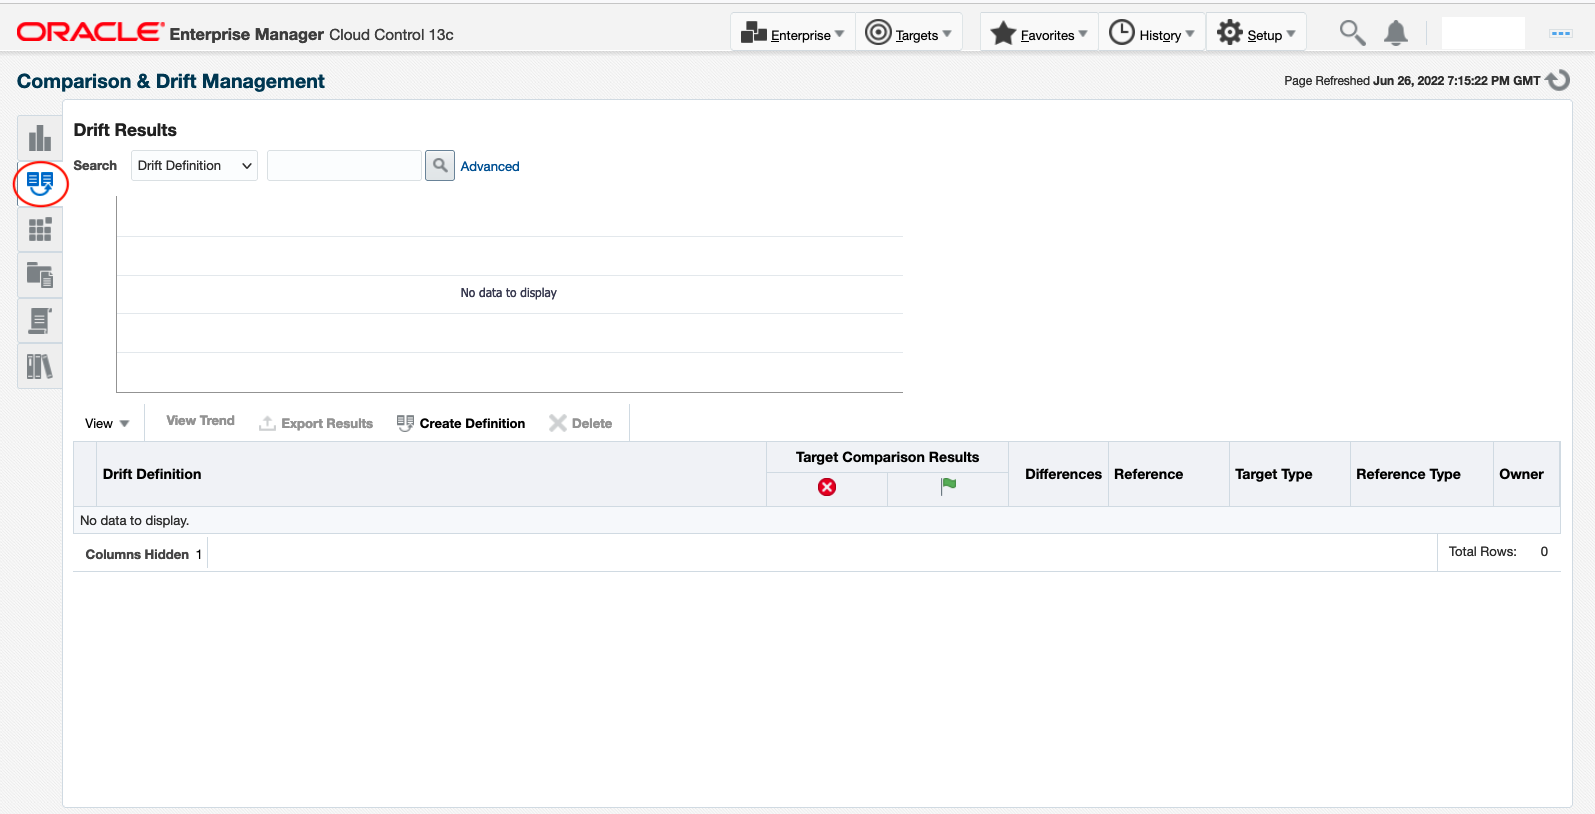 ORACLE Enterprise Manager Cloud Control 13c
Enterprise
Targets
Favorites
History
Setup
Comparison & Drift Management
Page Refreshed Jun 26, 2022 7:15:22 PM GMT
Drift Results
Search
Drift Definition
Advanced
No data to display
View
View Trend
Export Results
Create Definition
Delete
Drift Definition
Target Comparison Results
Differences
Reference
Target Type
Reference Type
Owner
No data to display.
Columns Hidden 1
Total Rows: 0